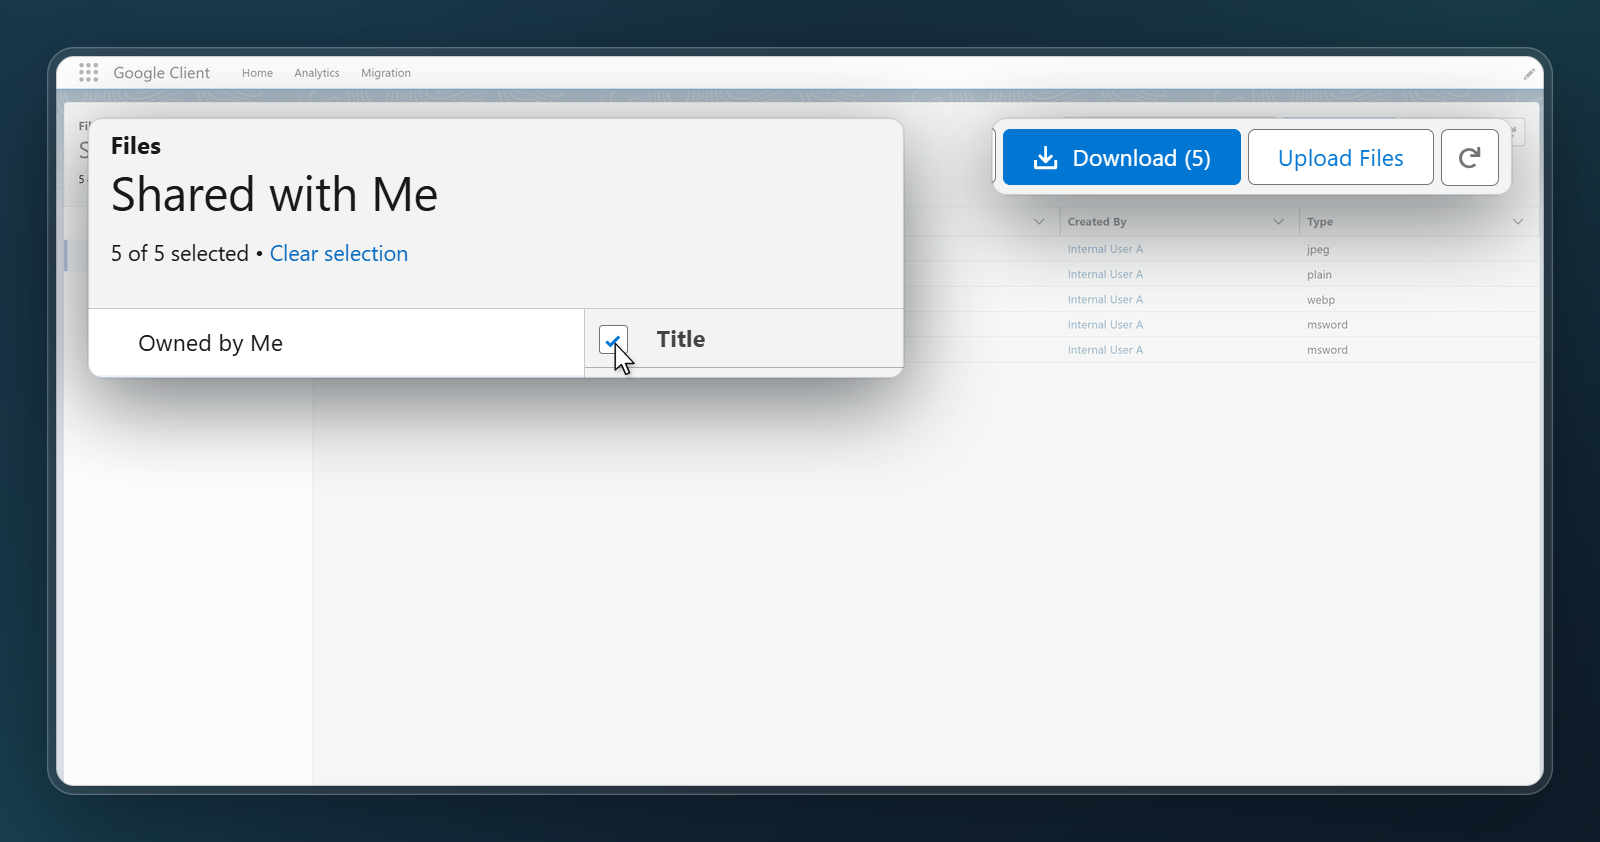 Google Client Home Analytics Migration
Files
Shared with Me
5 of 5 selected • Clear selection
Owned by Me
Title
Download (5)
Upload Files
Created By Type
Internal User A jpeg
Internal User A plain
Internal User A webp
Internal User A msword
Internal User A msword